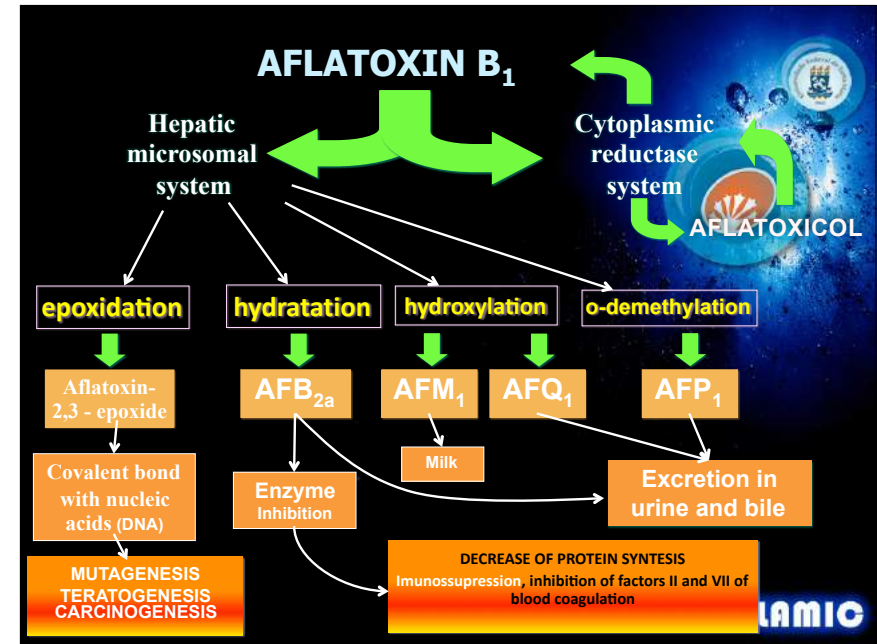 AFLATOXIN B1
Hepatic
microsomal
system
Cytoplasmic
reductase
system
AFLATOXICOL
epoxidation
hydratation
hydroxylation
o-demethylation
Aflatoxin-
2,3 - epoxide
AFB2a
AFM1
AFQ1
AFP1
Covalent bond
with nucleic
acids (DNA)
Enzyme
Inhibition
Milk
Excretion in
urine and bile
MUTAGENESIS
TERATOGENESIS
CARCINOGENESIS
DECREASE OF PROTEIN SYNTESIS
Imunossupression, inhibition of factors II and VII of
blood coagulation
LAMIC